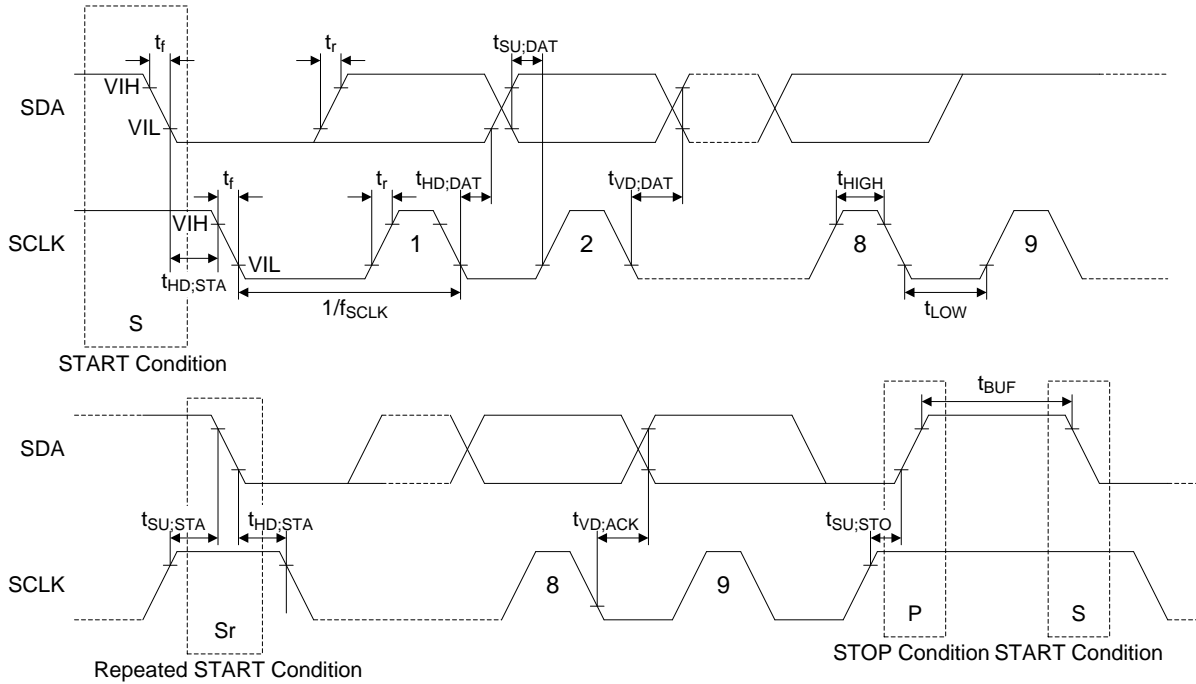 tf
tr
tSU;DAT
VIH
SDA
VIL
tf
tr
tHD;DAT
tVD;DAT
tHIGH
VIH
SCLK
1
2
8
9
VIL
tHD;STA
1/fSCLK
tLOW
S
START Condition
tBUF
SDA
tSU;STA
tHD;STA
tVD;ACK
tSU;STO
SCLK
8
9
Sr
P
S
Repeated START Condition
STOP Condition START Condition